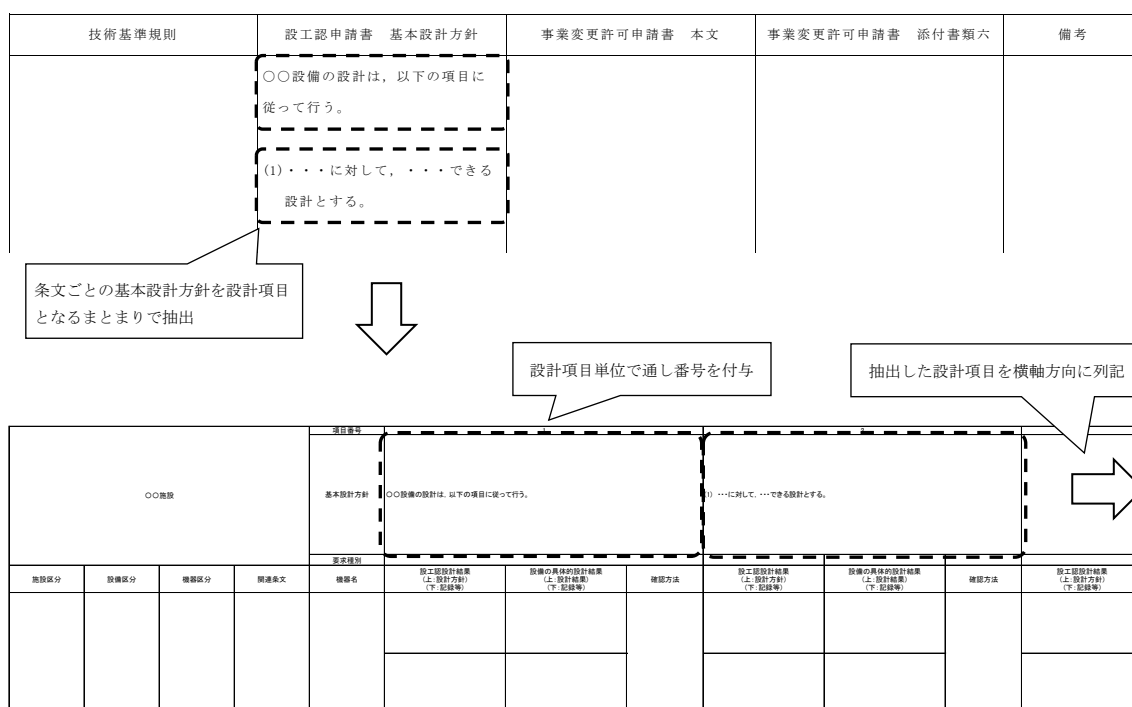 技術基準規則
設工認申請書 基本設計方針
事業変更許可申請書 本文
事業変更許可申請書 添付書類六
備考
○○設備の設計は，以下の項目に
従って行う。
(1)・・・に対して，・・・できる
設計とする。
条文ごとの基本設計方針を設計項目
となるまとまりで抽出
設計項目単位で通し番号を付与
抽出した設計項目を横軸方向に列記
○○施設
項目番号
1
2
基本設計方針
○○設備の設計は，以下の項目に従って行う。
(1) ・・・に対して，・・・できる設計とする。
要求種別
施設区分
設備区分
機器区分
関連条文
機器名
設工認設計結果
(上：設計方針)
(下：記録等)
設備の具体的設計結果
(上：設計結果)
(下：記録等)
確認方法
設工認設計結果
(上：設計方針)
(下：記録等)
設備の具体的設計結果
(上：設計結果)
(下：記録等)
確認方法
設工認設計結果
(上：設計方針)
(下：記録等)